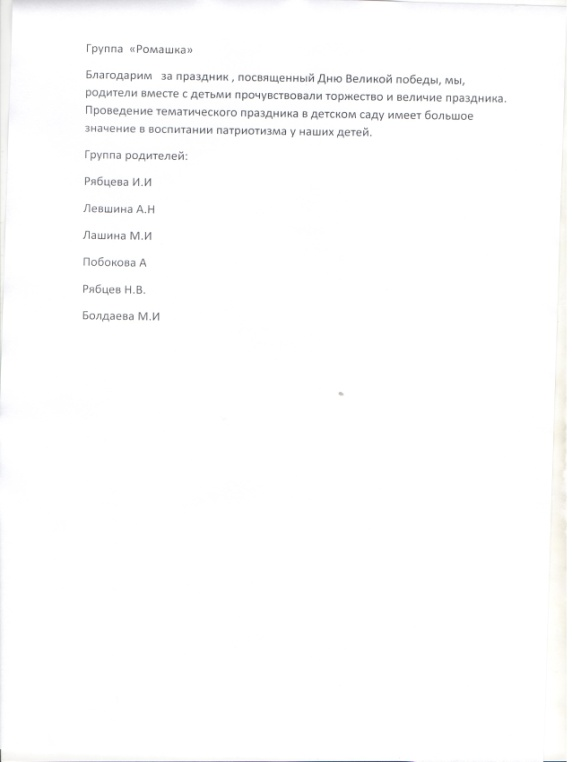 Группа «Ромашка»
Благодарим за праздник , посвященный Дню Великой победы, мы,
родители вместе с детьми прочувствовали торжество и величие праздника.
Проведение тематического праздника в детском саду имеет большое
значение в воспитании патриотизма у наших детей.
Группа родителей:
Рябцева И.И
Левшина А.Н
Лашина М.И
Побокова А
Рябцев Н.В.
Болдаева М.И